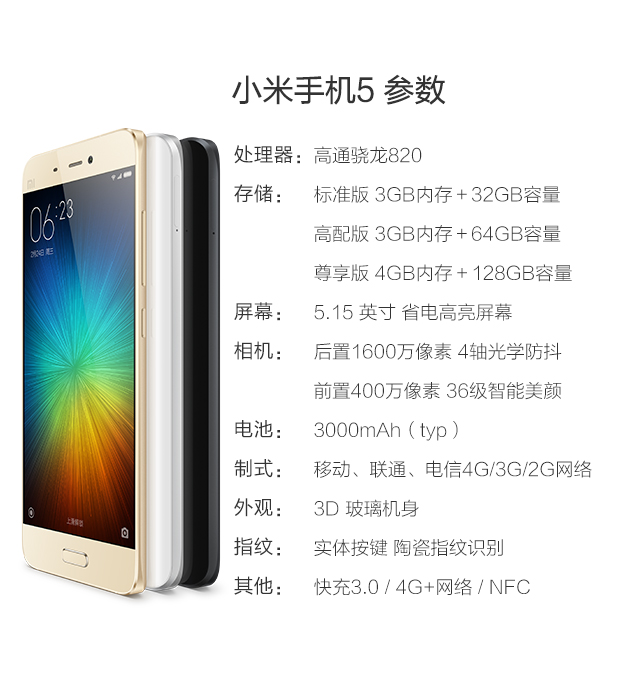 小米手机5 参数
处理器：高通骁龙820
存储： 标准版 3GB内存＋32GB容量
高配版 3GB内存＋64GB容量
尊享版 4GB内存＋128GB容量
屏幕： 5.15 英寸 省电高亮屏幕
相机： 后置1600万像素 4轴光学防抖
前置400万像素 36级智能美颜
电池： 3000mAh（typ）
制式： 移动、联通、电信4G/3G/2G网络
外观： 3D 玻璃机身
指纹： 实体按键 陶瓷指纹识别
其他： 快充3.0 / 4G+网络 / NFC
06:23